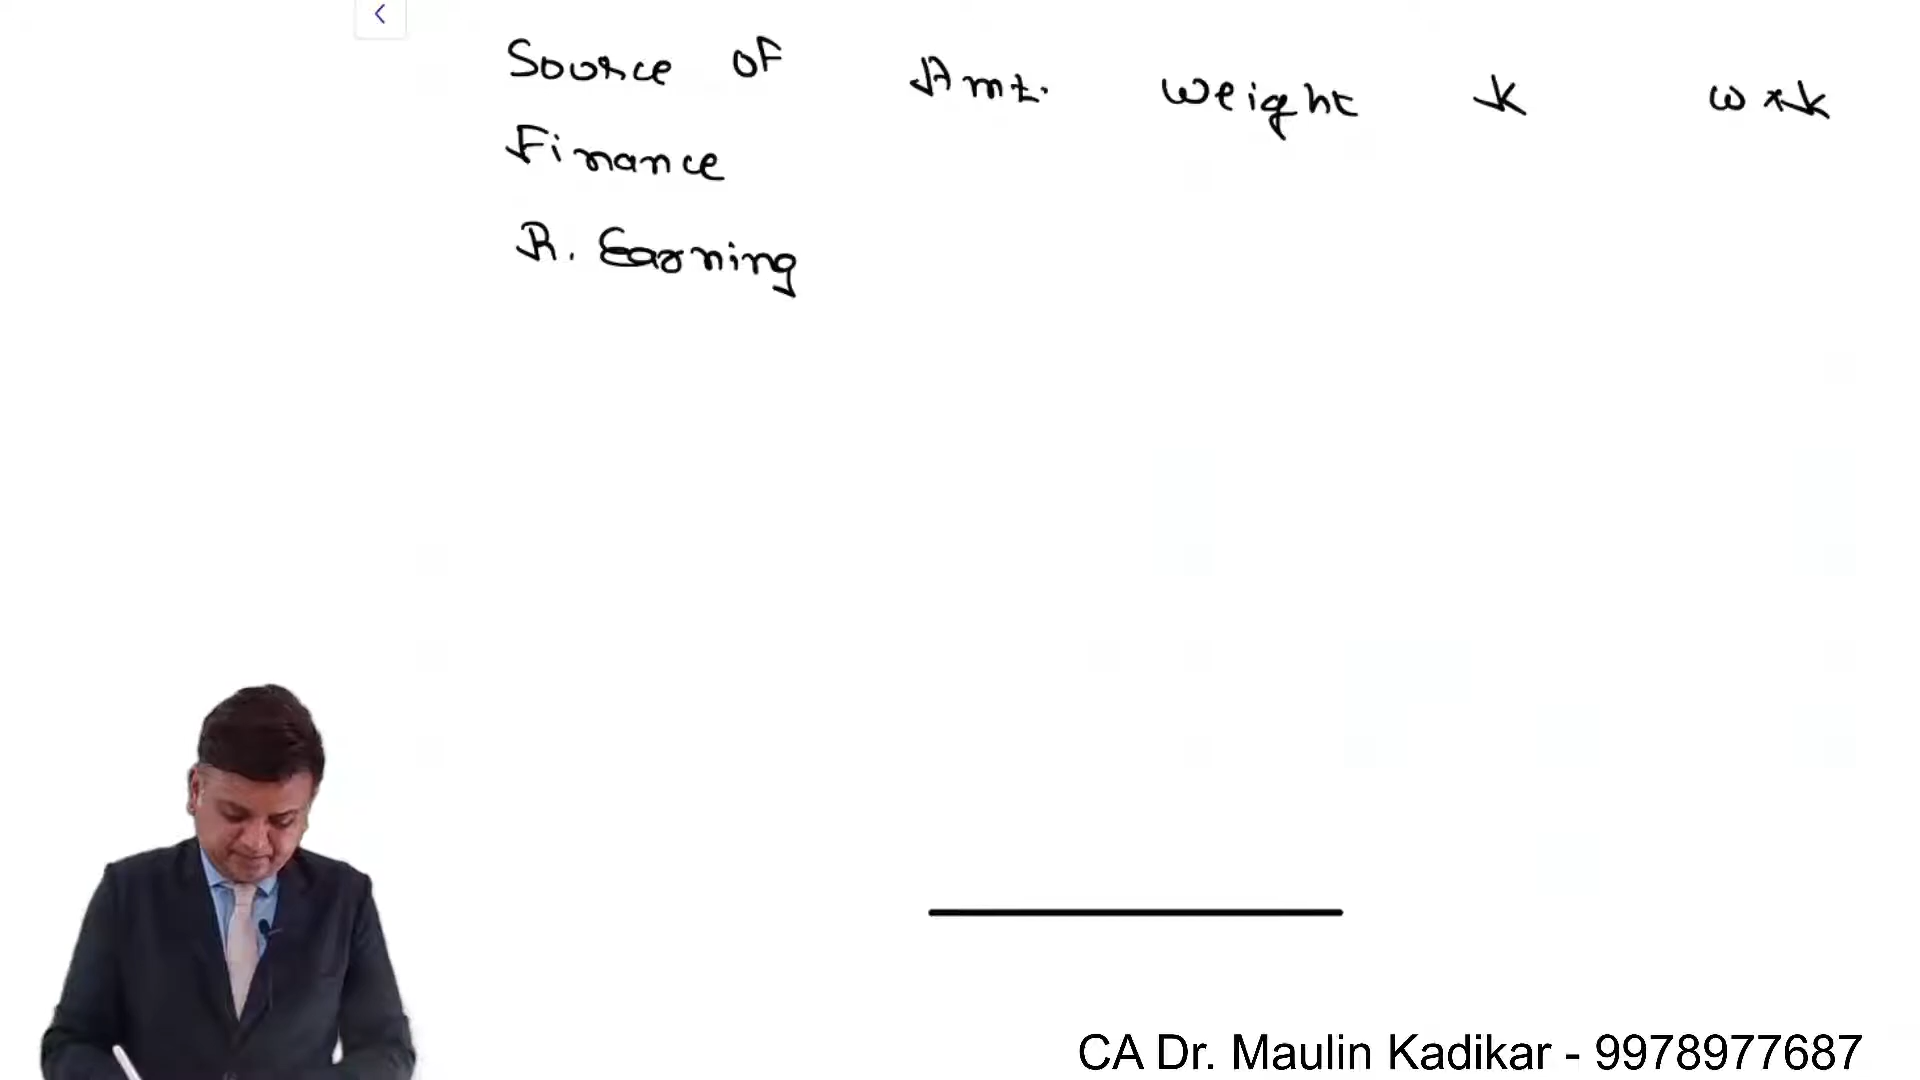 Source of Amt. Weight K W*K
Finance
R. Earning
CA Dr. Maulin Kadikar - 9978977687